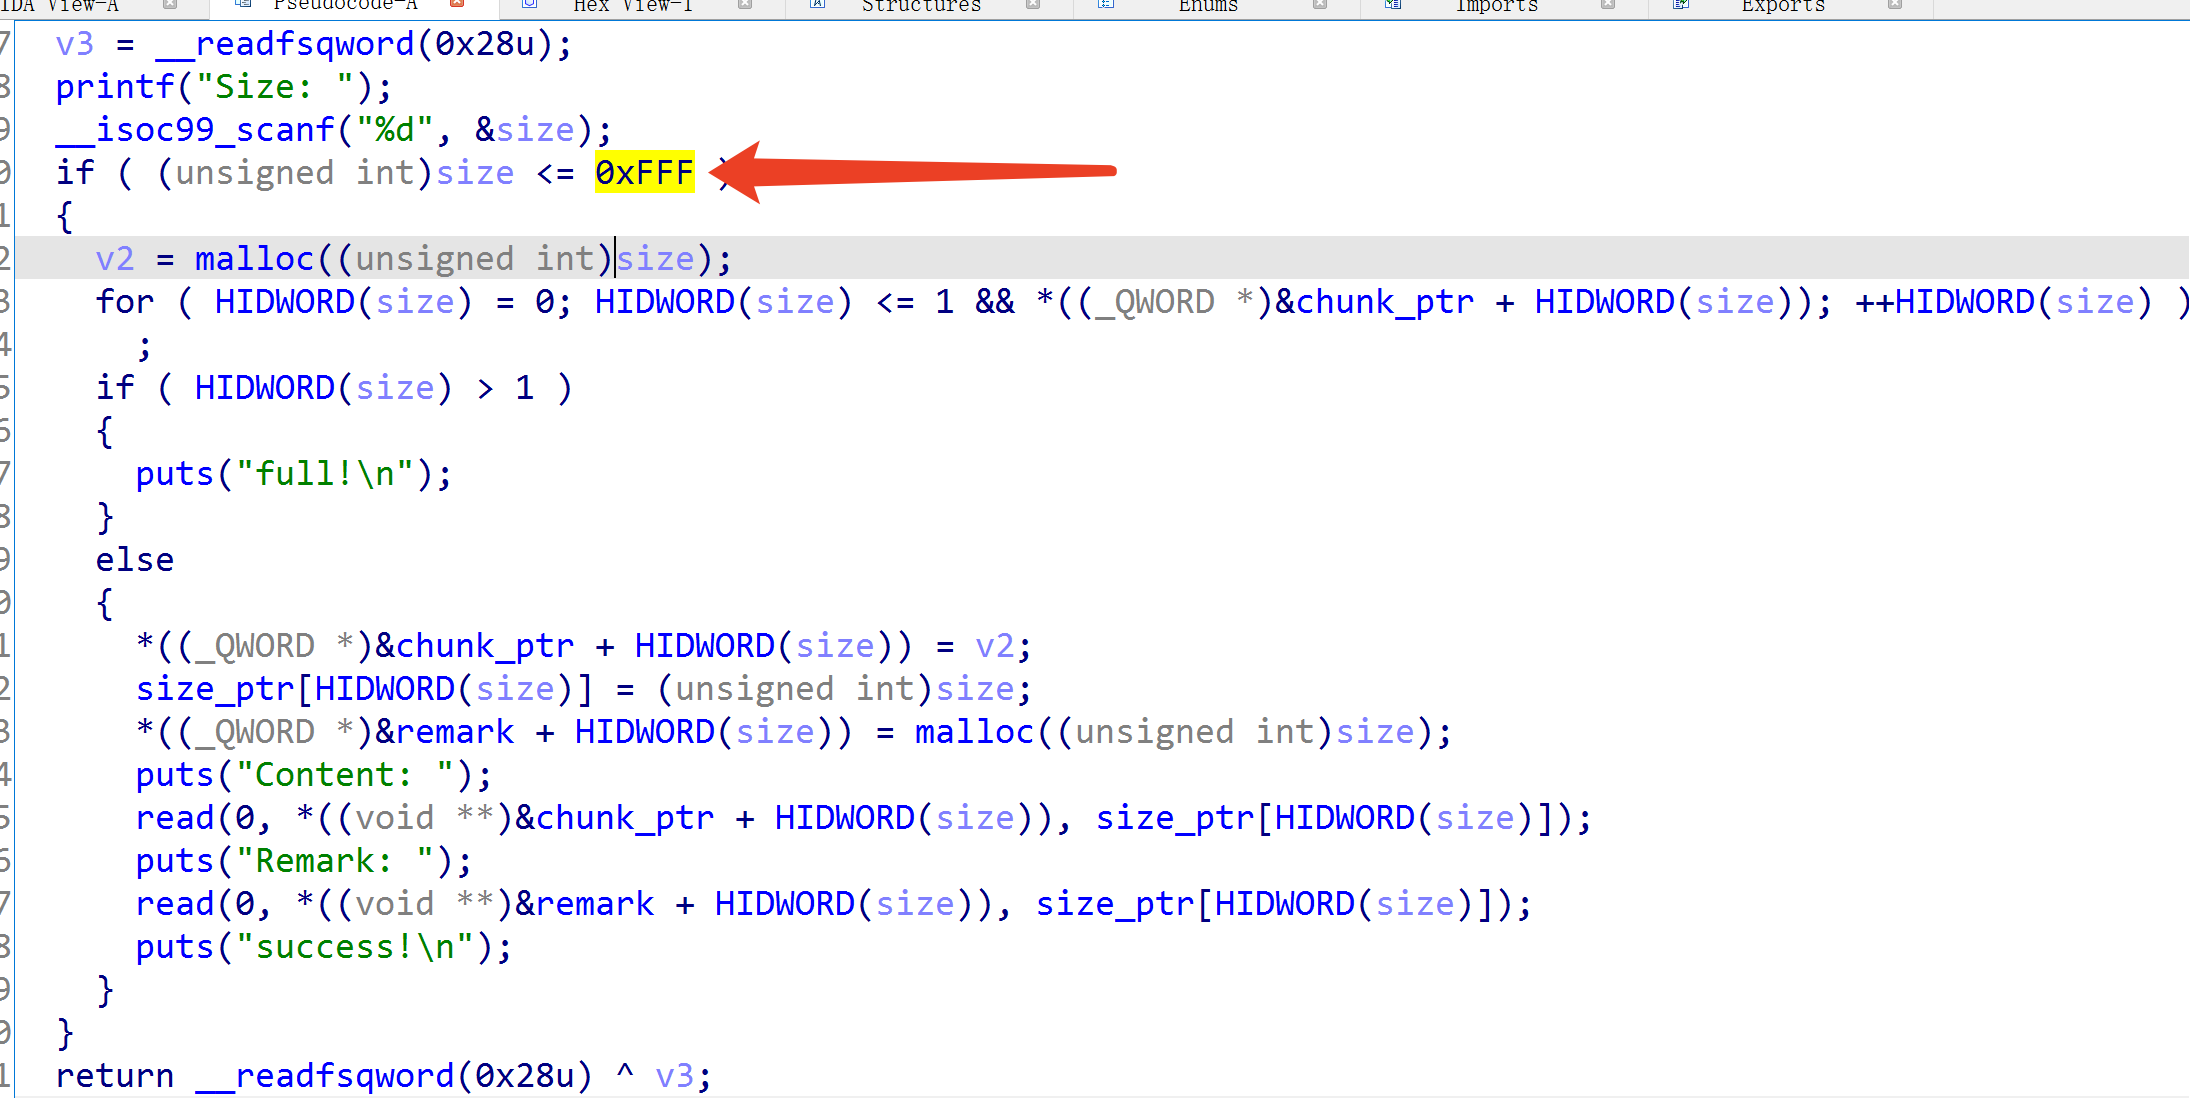 IDA View-A Pseudocode-A Hex View-1 Structures Enums Imports Exports
7 v3 = __readfsqword(0x28u);
8 printf("Size: ");
9 __isoc99_scanf("%d", &size);
0 if ( (unsigned int)size <= 0xFFF )
1 {
2 v2 = malloc((unsigned int)size);
3 for ( HIDWORD(size) = 0; HIDWORD(size) <= 1 && *((_QWORD *)&chunk_ptr + HIDWORD(size)); ++HIDWORD(size) )
4 ;
5 if ( HIDWORD(size) > 1 )
6 {
7 puts("full!\n");
8 }
9 else
0 {
1 *((_QWORD *)&chunk_ptr + HIDWORD(size)) = v2;
2 size_ptr[HIDWORD(size)] = (unsigned int)size;
3 *((_QWORD *)&remark + HIDWORD(size)) = malloc((unsigned int)size);
4 puts("Content: ");
5 read(0, *((void **)&chunk_ptr + HIDWORD(size)), size_ptr[HIDWORD(size)]);
6 puts("Remark: ");
7 read(0, *((void **)&remark + HIDWORD(size)), size_ptr[HIDWORD(size)]);
8 puts("success!\n");
9 }
0 }
1 return __readfsqword(0x28u) ^ v3;